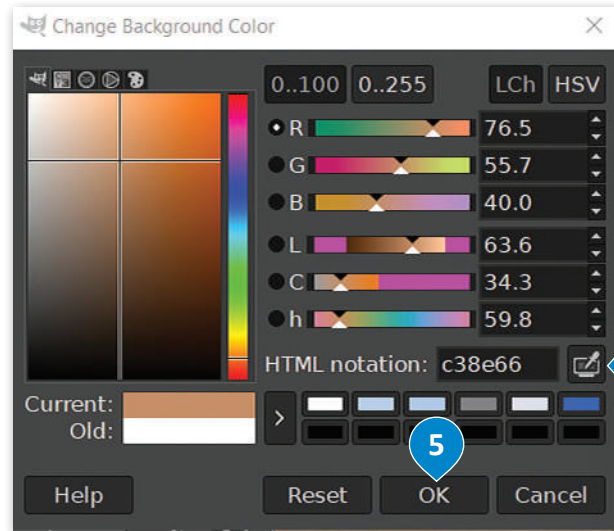 Change Background Color
0..100 0..255 LCh HSV
R 76.5
G 55.7
B 40.0
L 63.6
C 34.3
h 59.8
HTML notation: c38e66
Current:
Old:
>
5
Help Reset OK Cancel